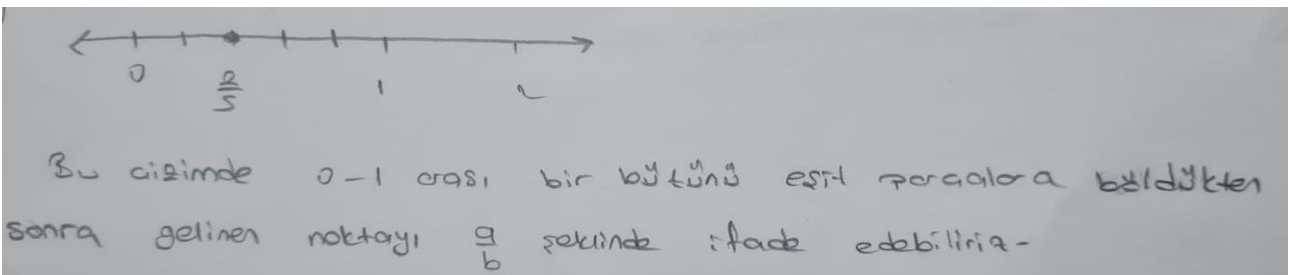 0 2/5 1 2
Bu çizimde 0-1 arası bir bütünü eşit parçalara böldükten
sonra gelinen noktayı a/b şeklinde ifade edebiliriz-